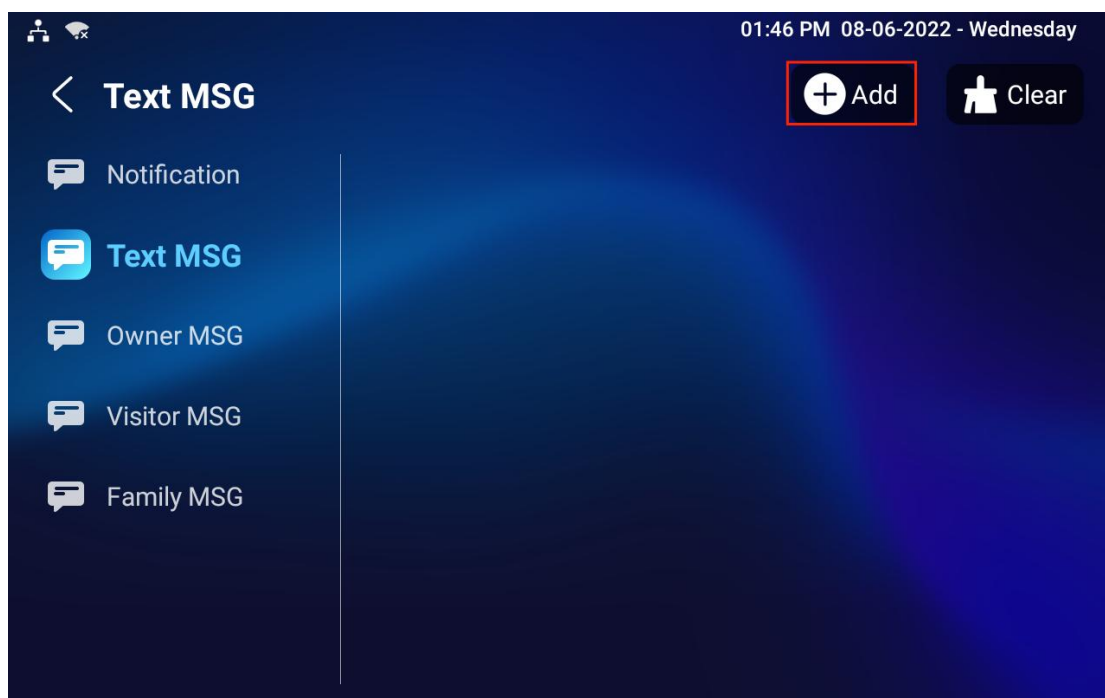 01:46 PM 08-06-2022 - Wednesday
Text MSG
Add
Clear
Notification
Text MSG
Owner MSG
Visitor MSG
Family MSG